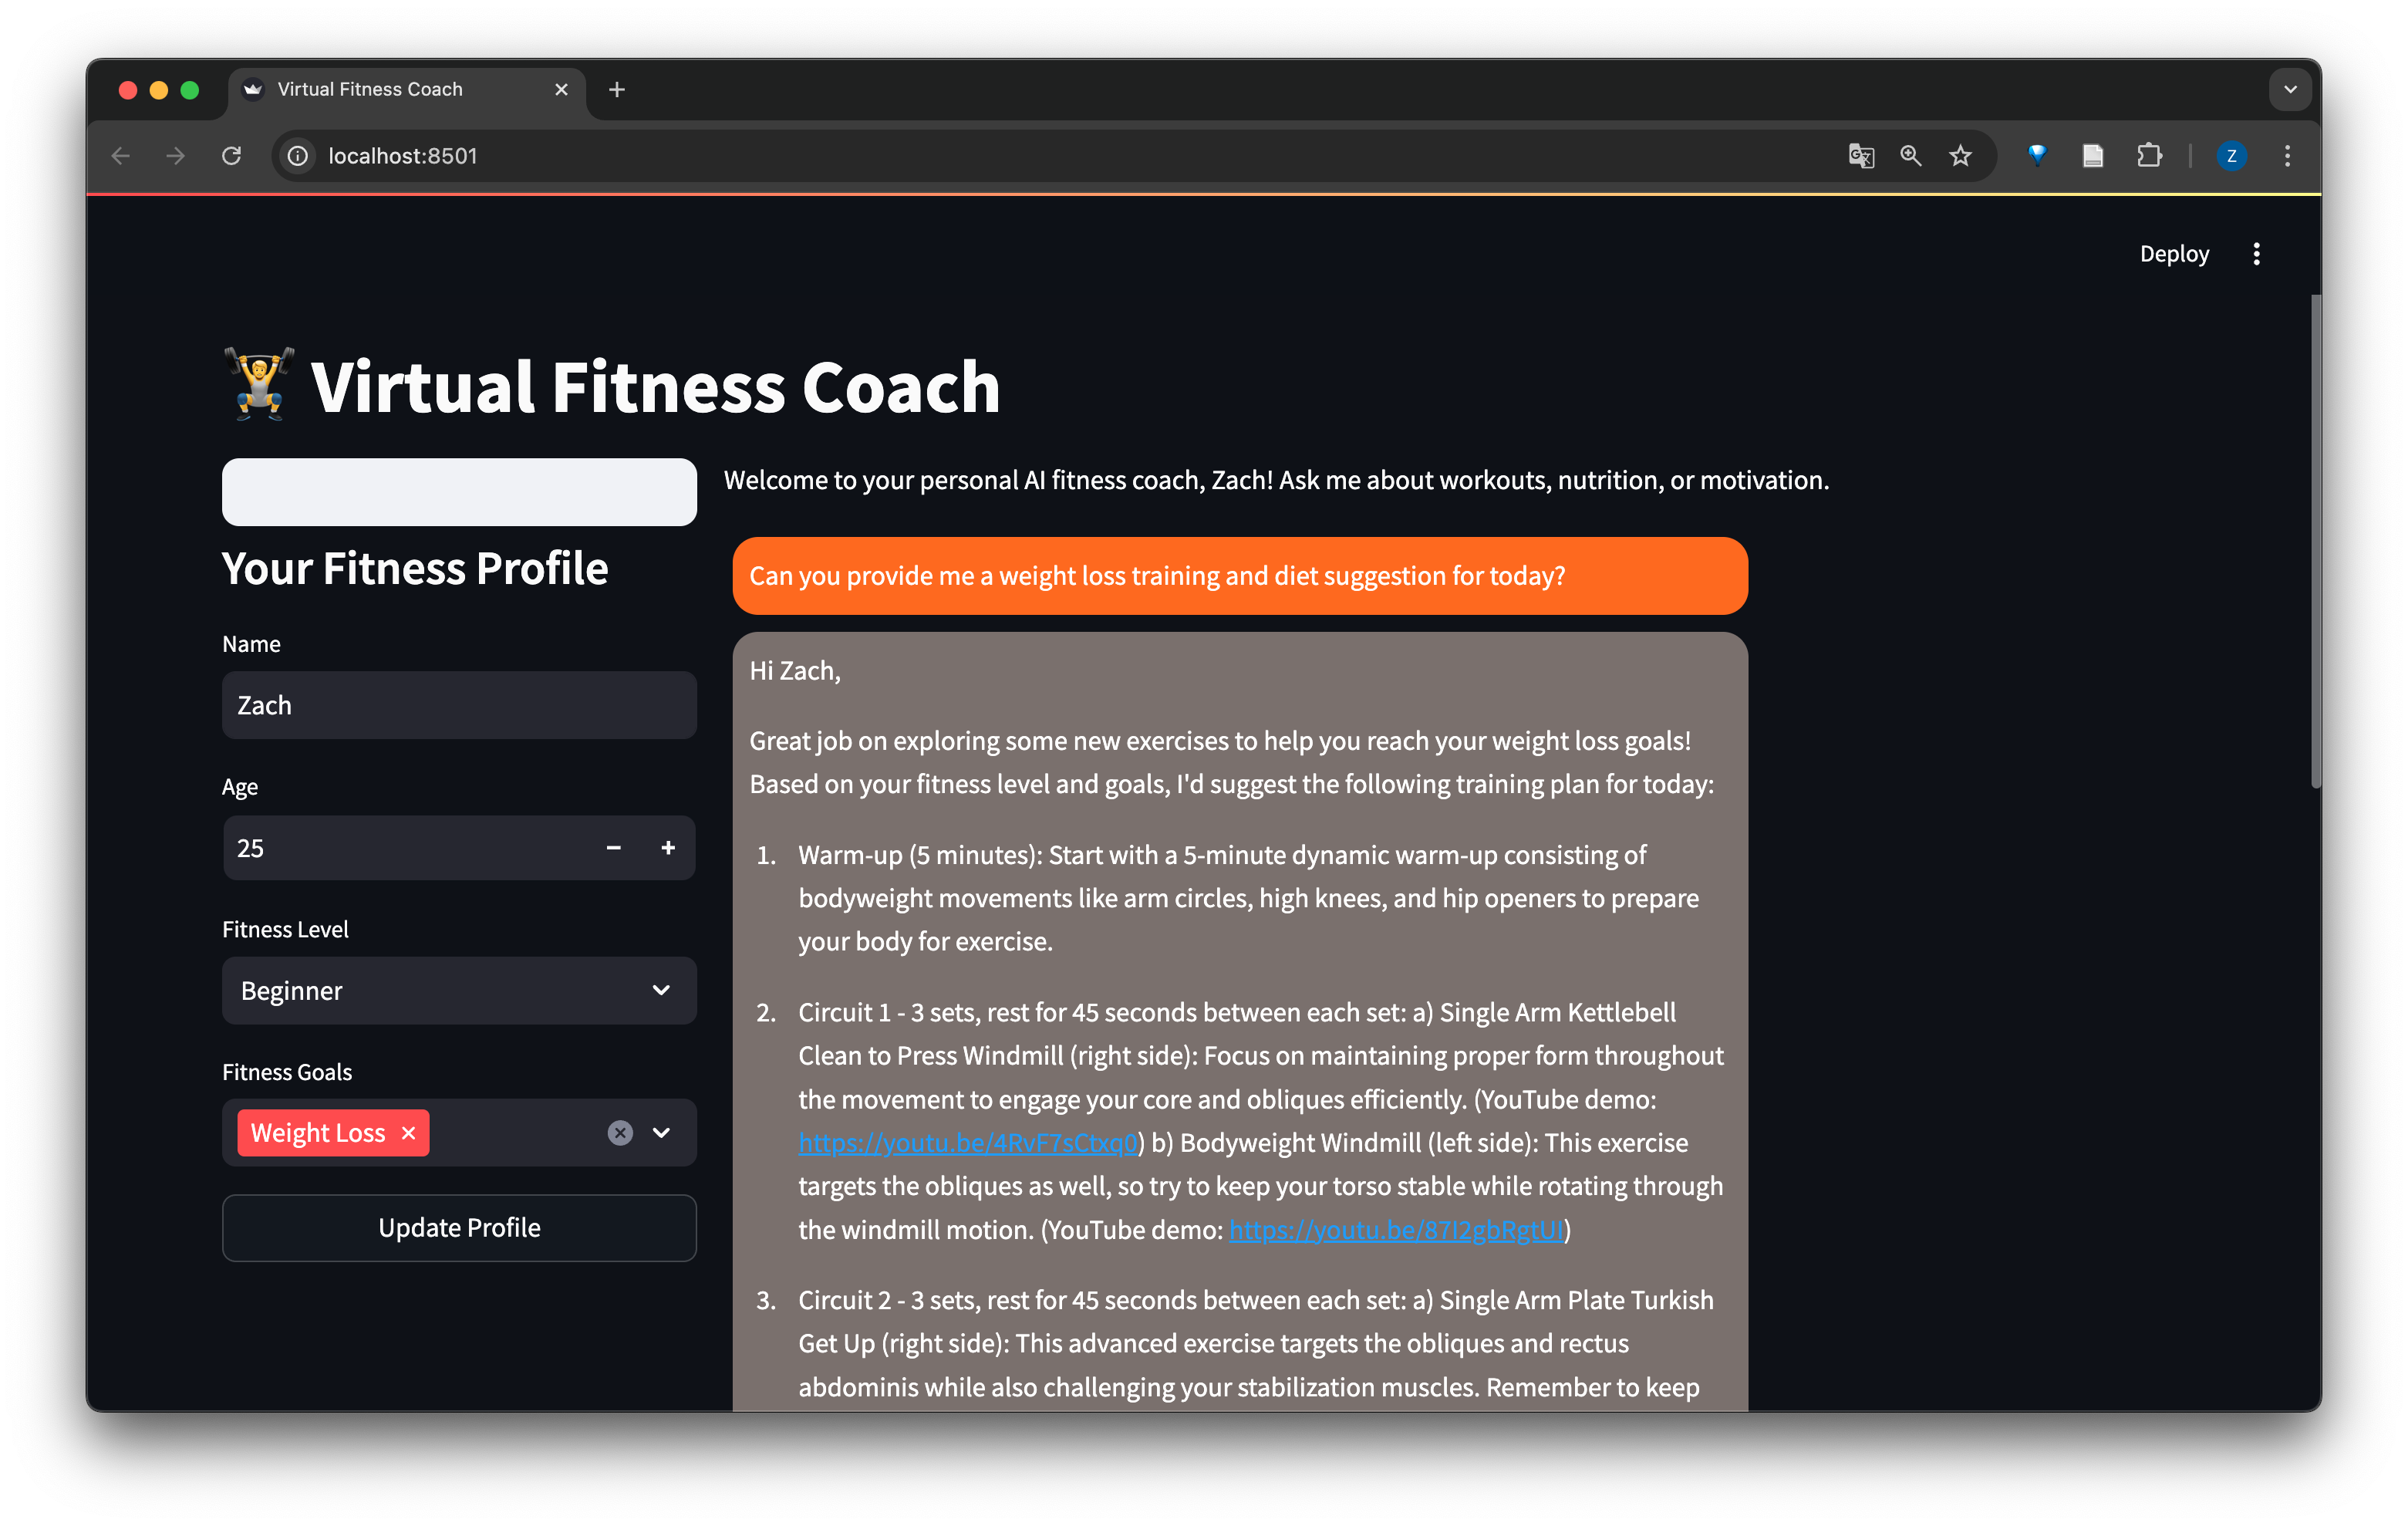 Virtual Fitness Coach
localhost:8501
Z
Deploy
Virtual Fitness Coach
Your Fitness Profile
Name
Zach
Age
25
Fitness Level
Beginner
Fitness Goals
Weight Loss
Update Profile
Welcome to your personal AI fitness coach, Zach! Ask me about workouts, nutrition, or motivation.
Can you provide me a weight loss training and diet suggestion for today?
Hi Zach,
Great job on exploring some new exercises to help you reach your weight loss goals!
Based on your fitness level and goals, I'd suggest the following training plan for today:
1. Warm-up (5 minutes): Start with a 5-minute dynamic warm-up consisting of
bodyweight movements like arm circles, high knees, and hip openers to prepare
your body for exercise.
2. Circuit 1 - 3 sets, rest for 45 seconds between each set: a) Single Arm Kettlebell
Clean to Press Windmill (right side): Focus on maintaining proper form throughout
the movement to engage your core and obliques efficiently. (YouTube demo:
https://youtu.be/4RvF7sCtxq0) b) Bodyweight Windmill (left side): This exercise
targets the obliques as well, so try to keep your torso stable while rotating through
the windmill motion. (YouTube demo: https://youtu.be/87I2gbRgtUI)
3. Circuit 2 - 3 sets, rest for 45 seconds between each set: a) Single Arm Plate Turkish
Get Up (right side): This advanced exercise targets the obliques and rectus
abdominis while also challenging your stabilization muscles. Remember to keep